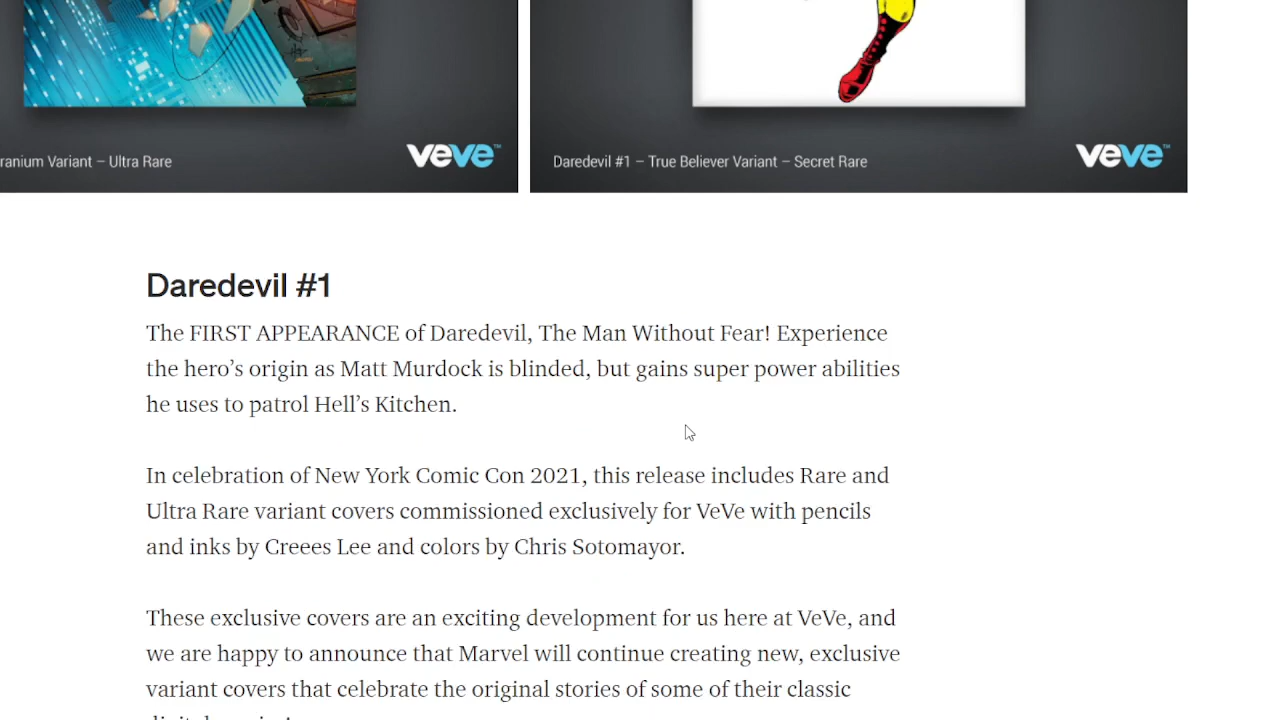 ranium Variant – Ultra Rare
veve™
Daredevil #1 – True Believer Variant – Secret Rare
veve™
Daredevil #1
The FIRST APPEARANCE of Daredevil, The Man Without Fear! Experience
the hero’s origin as Matt Murdock is blinded, but gains super power abilities
he uses to patrol Hell’s Kitchen.
In celebration of New York Comic Con 2021, this release includes Rare and
Ultra Rare variant covers commissioned exclusively for VeVe with pencils
and inks by Creees Lee and colors by Chris Sotomayor.
These exclusive covers are an exciting development for us here at VeVe, and
we are happy to announce that Marvel will continue creating new, exclusive
variant covers that celebrate the original stories of some of their classic